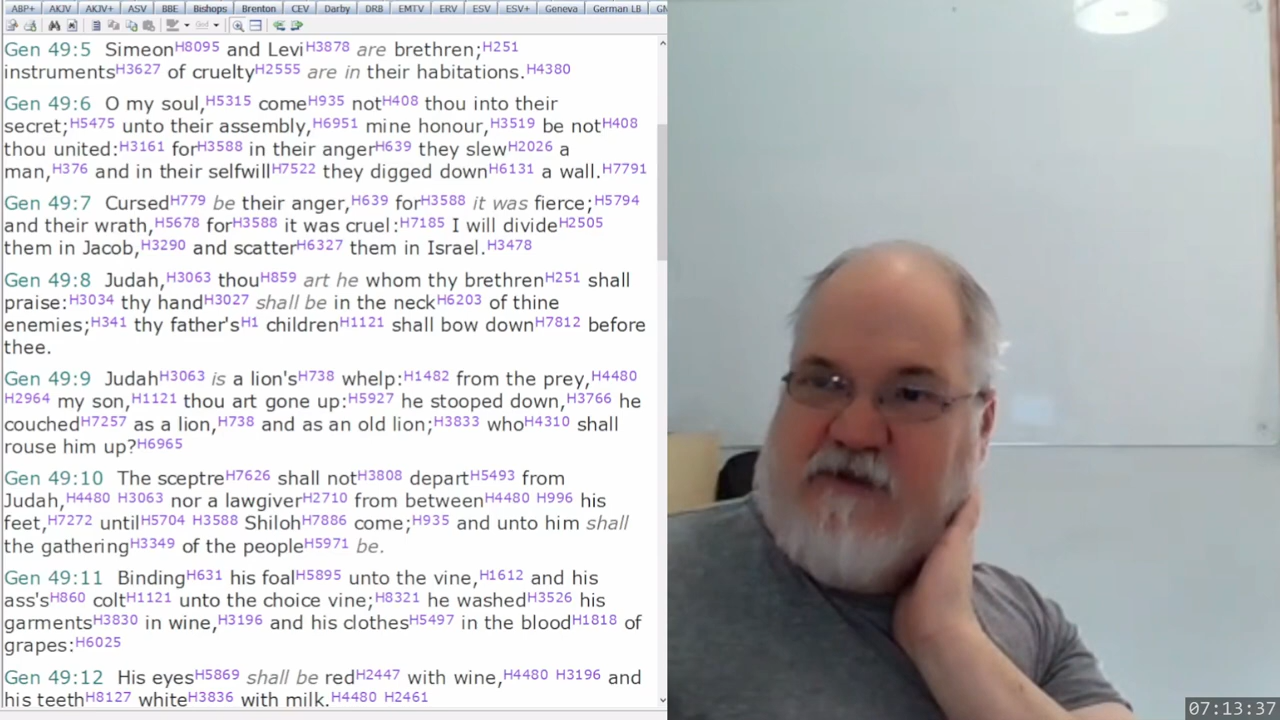 ABP+ AKJV AKJV+ ASV BBE Bishops Brenton CEV Darby DRB EMTV ERV ESV ESV+ Geneva German LB GN
Gen 49:5 SimeonH8095 and LeviH3878 are brethren;H251
instrumentsH3627 of crueltyH2555 are in their habitations.H4380
Gen 49:6 O my soul,H5315 comeH935 notH408 thou into their
secret;H5475 unto their assembly,H6951 mine honour,H3519 be notH408
thou united:H3161 forH3588 in their angerH639 they slewH2026 a
man,H376 and in their selfwillH7522 they digged downH6131 a wall.H7791
Gen 49:7 CursedH779 be their anger,H639 forH3588 it was fierce;H5794
and their wrath,H5678 forH3588 it was cruel:H7185 I will divideH2505
them in Jacob,H3290 and scatterH6327 them in Israel.H3478
Gen 49:8 Judah,H3063 thouH859 art he whom thy brethrenH251 shall
praise:H3034 thy handH3027 shall be in the neckH6203 of thine
enemies;H341 thy father'sH1 childrenH1121 shall bow downH7812 before
thee.
Gen 49:9 JudahH3063 is a lion'sH738 whelp:H1482 from the prey,H4480
H2964 my son,H1121 thou art gone up:H5927 he stooped down,H3766 he
couchedH7257 as a lion,H738 and as an old lion;H3833 whoH4310 shall
rouse him up?H6965
Gen 49:10 The sceptreH7626 shall notH3808 departH5493 from
Judah,H4480 H3063 nor a lawgiverH2710 from betweenH4480 H996 his
feet,H7272 untilH5704 H3588 ShilohH7886 come;H935 and unto him shall
the gatheringH3349 of the peopleH5971 be.
Gen 49:11 BindingH631 his foalH5895 unto the vine,H1612 and his
ass'sH860 coltH1121 unto the choice vine;H8321 he washedH3526 his
garmentsH3830 in wine,H3196 and his clothesH5497 in the bloodH1818 of
grapes:H6025
Gen 49:12 His eyesH5869 shall be redH2447 with wine,H4480 H3196 and
his teethH8127 whiteH3836 with milk.H4480 H2461
07:13:37